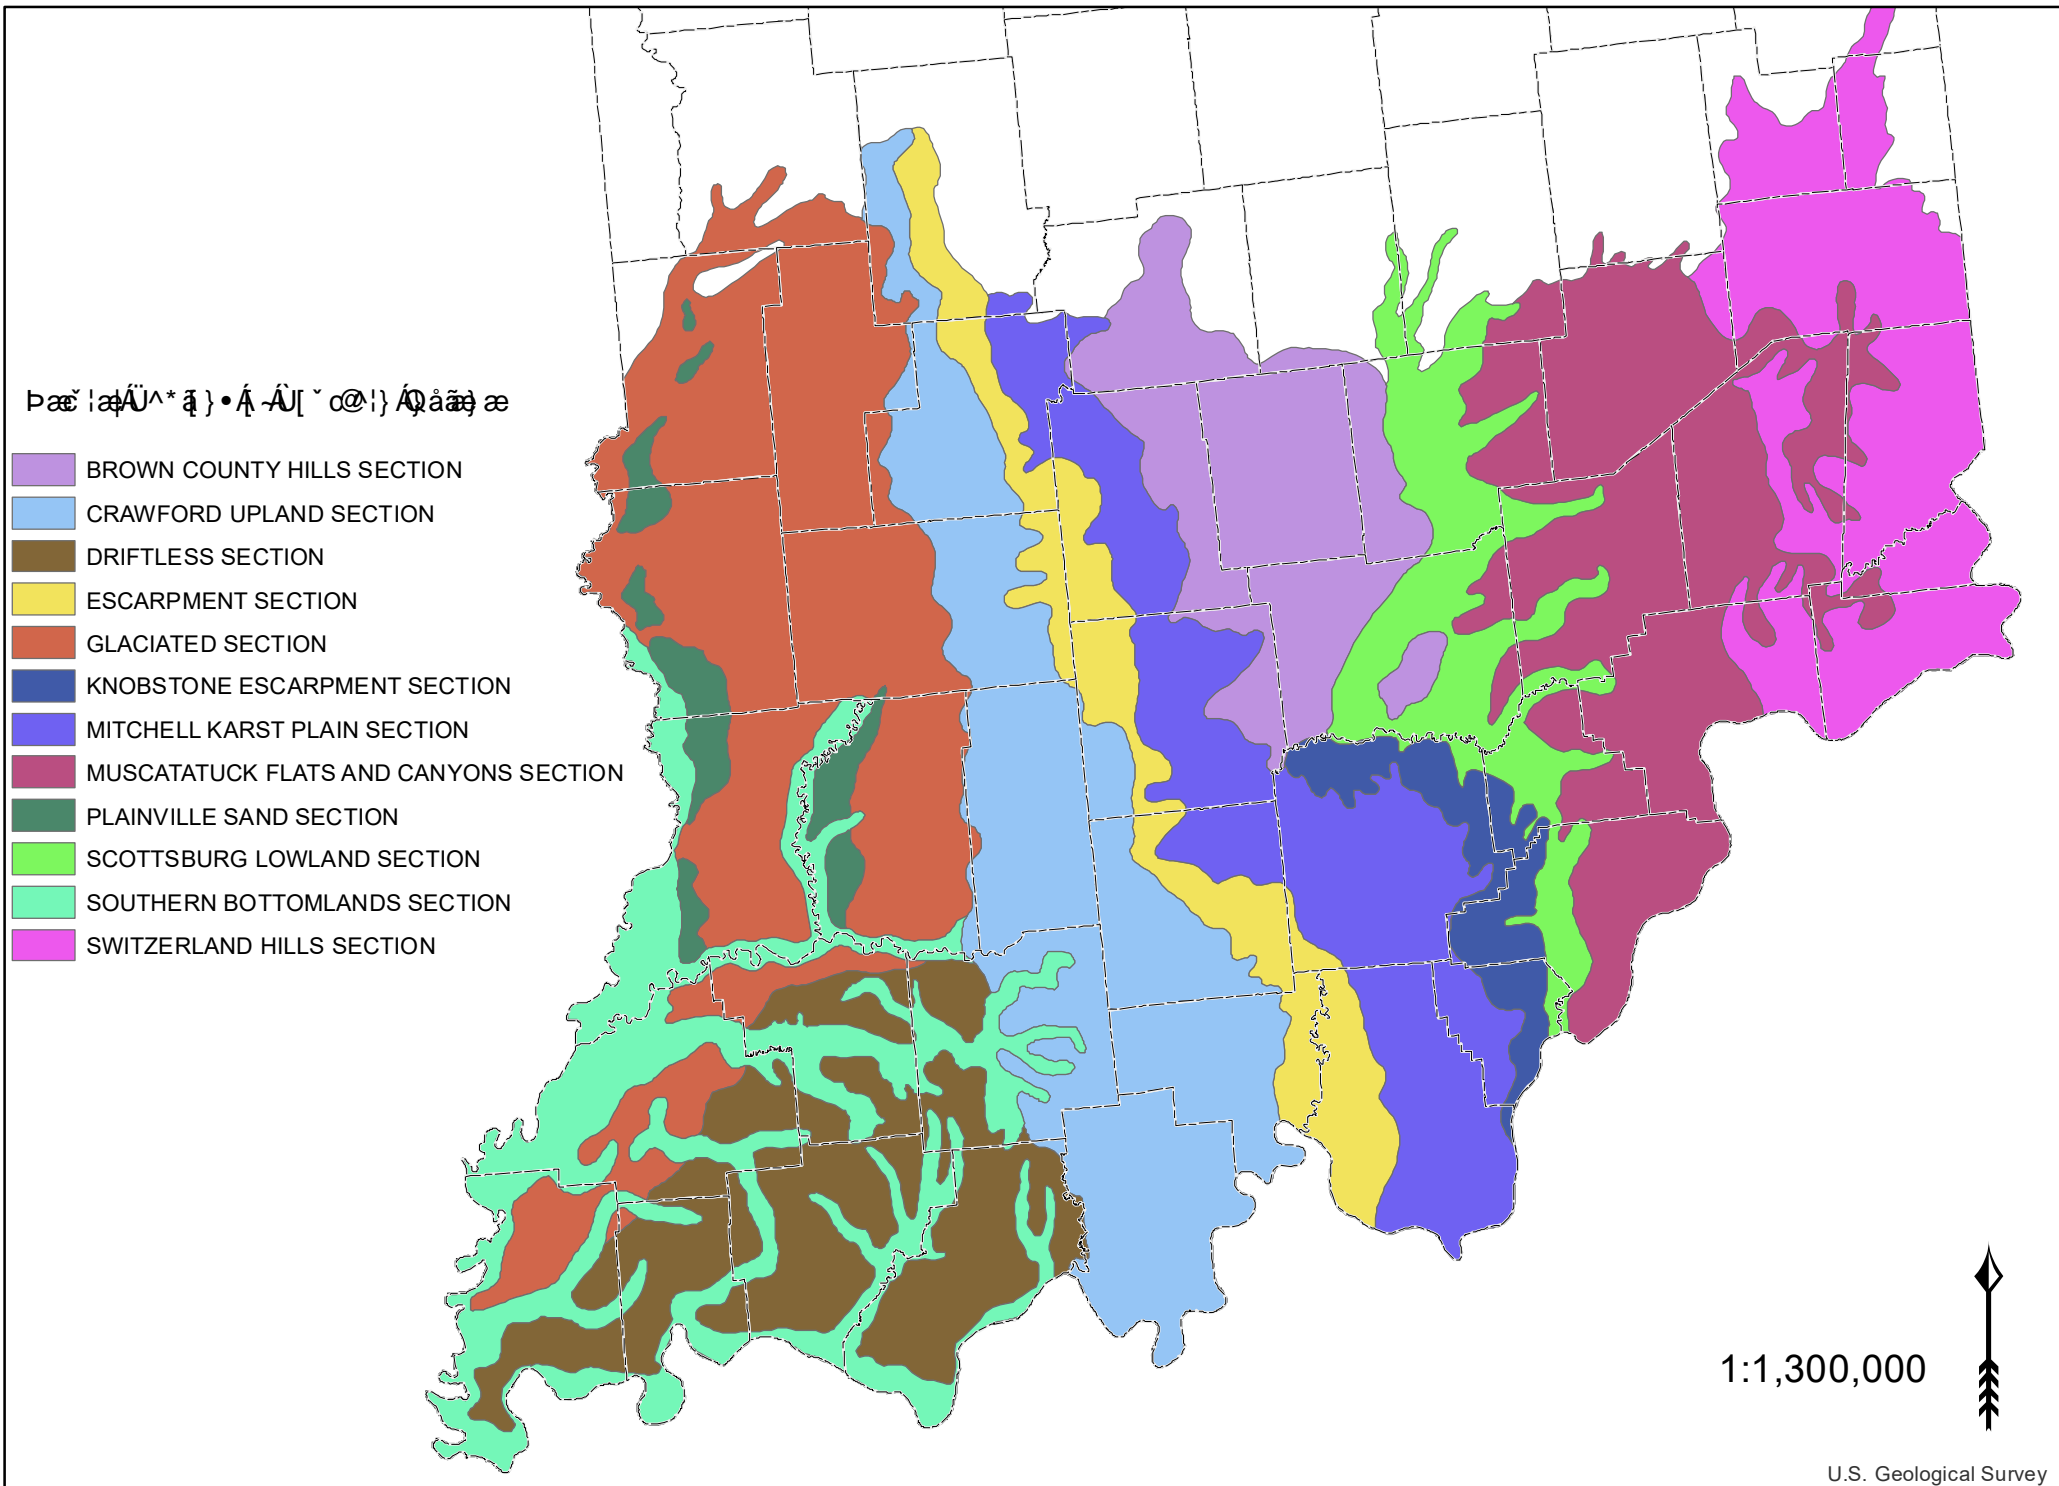 BROWN COUNTY HILLS SECTION
CRAWFORD UPLAND SECTION
DRIFTLESS SECTION
ESCARPMENT SECTION
GLACIATED SECTION
KNOBSTONE ESCARPMENT SECTION
MITCHELL KARST PLAIN SECTION
MUSCATATUCK FLATS AND CANYONS SECTION
PLAINVILLE SAND SECTION
SCOTTSBURG LOWLAND SECTION
SOUTHERN BOTTOMLANDS SECTION
SWITZERLAND HILLS SECTION
1:1,300,000
U.S. Geological Survey